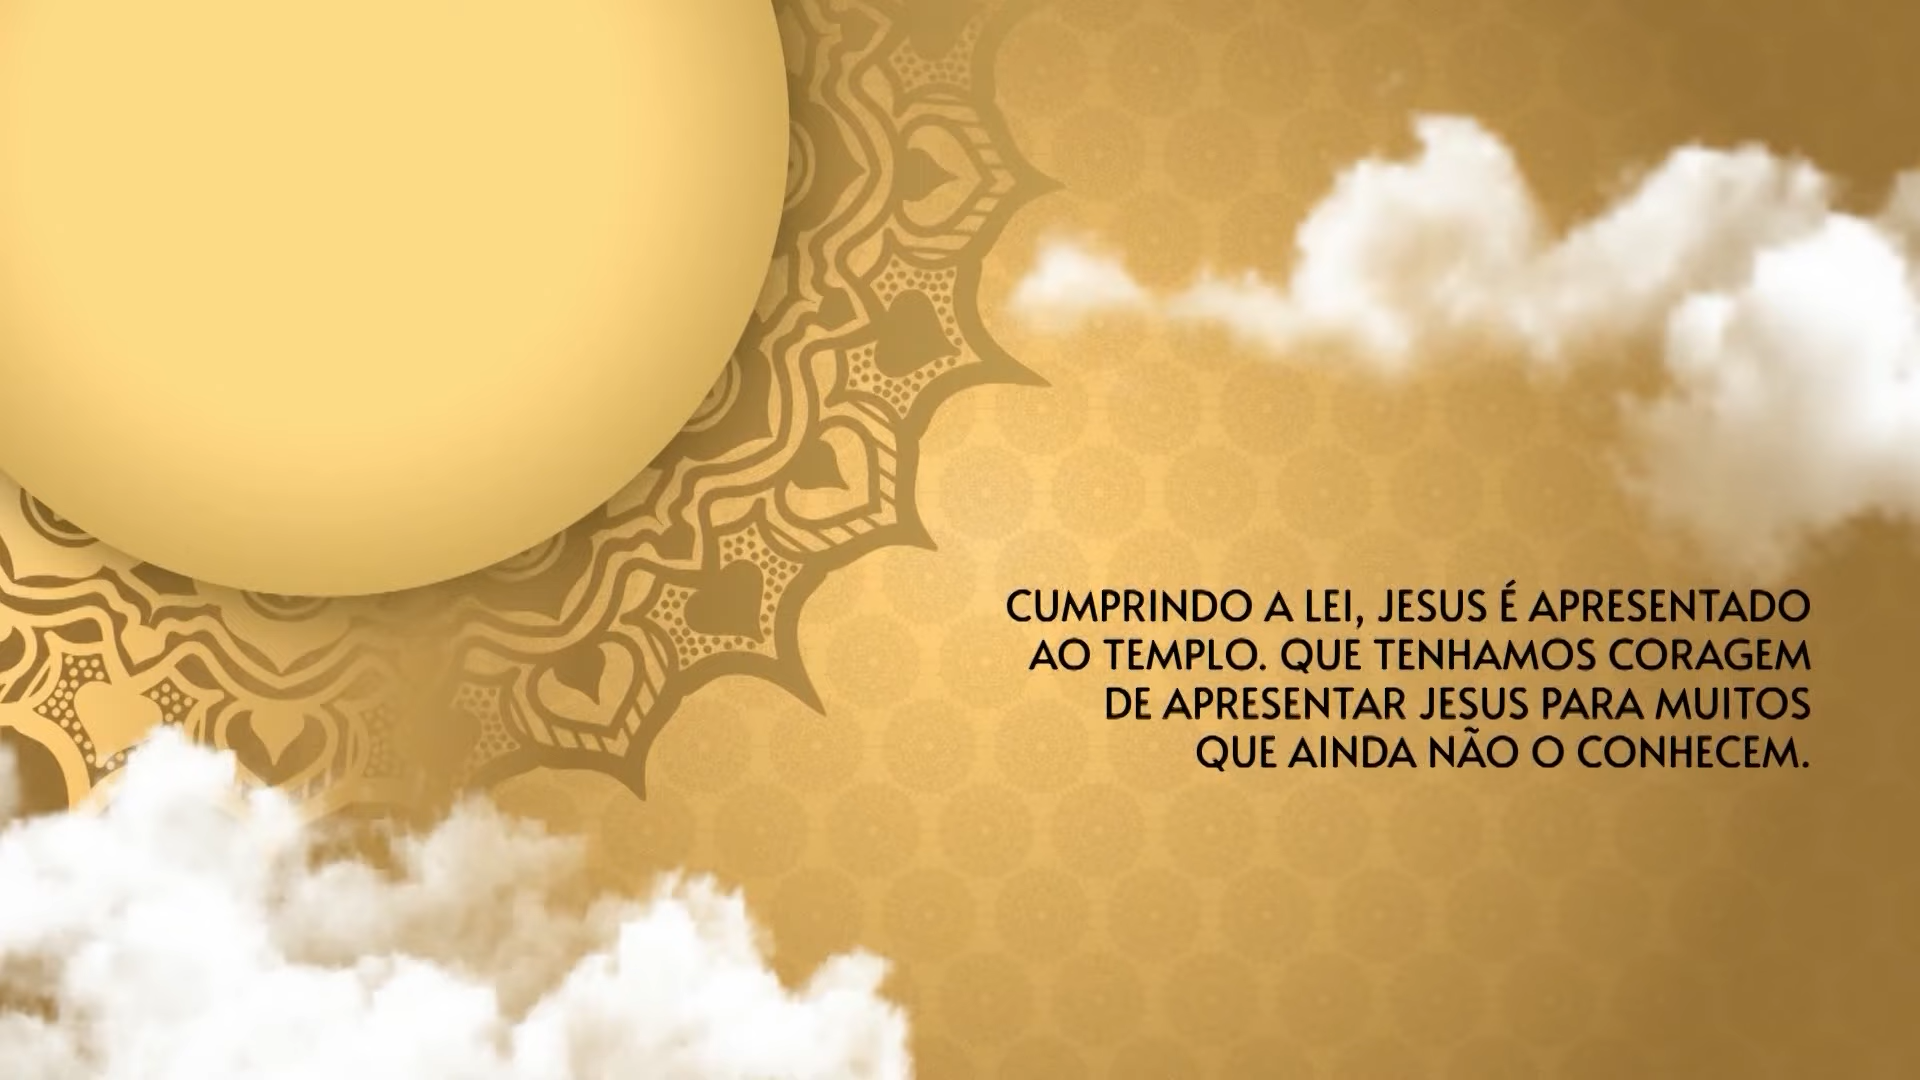 CUMPRINDO A LEI, JESUS É APRESENTADO
AO TEMPLO. QUE TENHAMOS CORAGEM
DE APRESENTAR JESUS PARA MUITOS
QUE AINDA NÃO O CONHECEM.